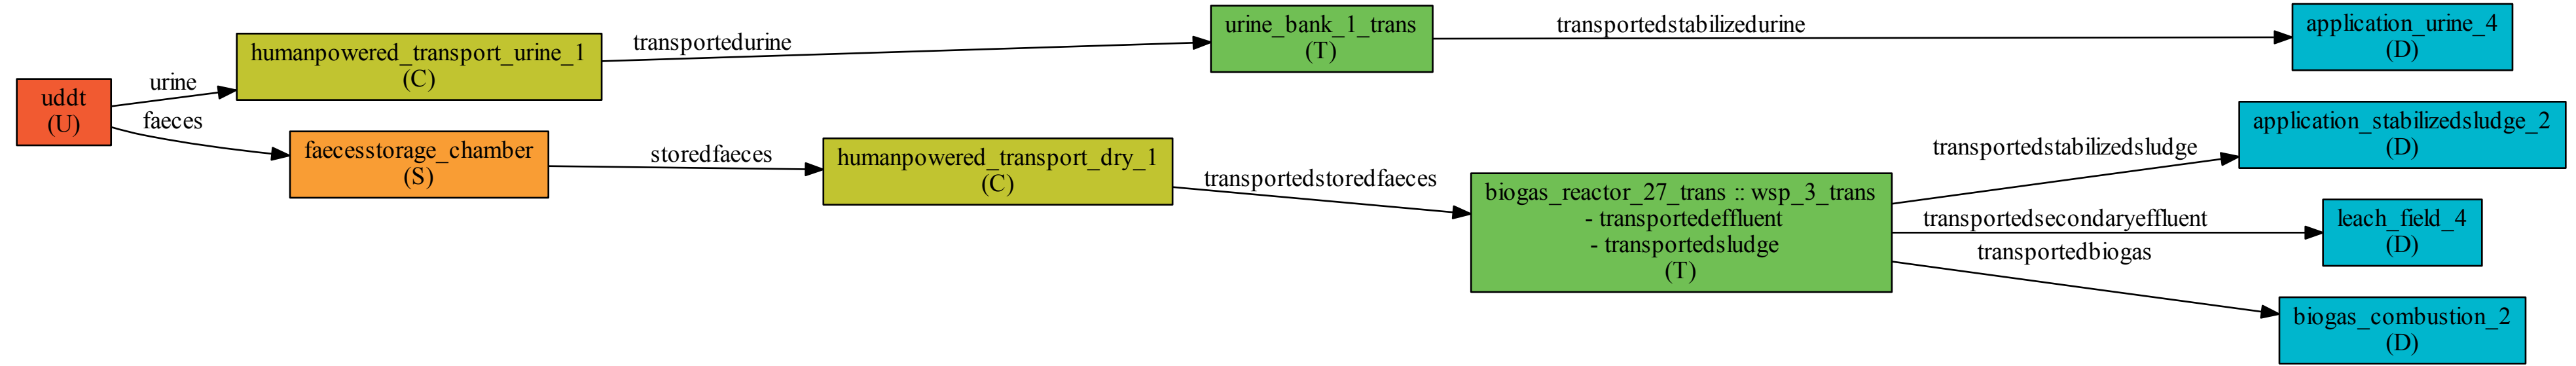 uddt
(U)
urine
faeces
humanpowered_transport_urine_1
(C)
faecesstorage_chamber
(S)
transportedurine
storedfaeces
humanpowered_transport_dry_1
(C)
transportedstoredfaeces
urine_bank_1_trans
(T)
biogas_reactor_27_trans :: wsp_3_trans
- transportedeffluent
- transportedsludge
(T)
transportedstabilizedurine
transportedstabilizedsludge
transportedsecondaryeffluent
transportedbiogas
application_urine_4
(D)
application_stabilizedsludge_2
(D)
leach_field_4
(D)
biogas_combustion_2
(D)